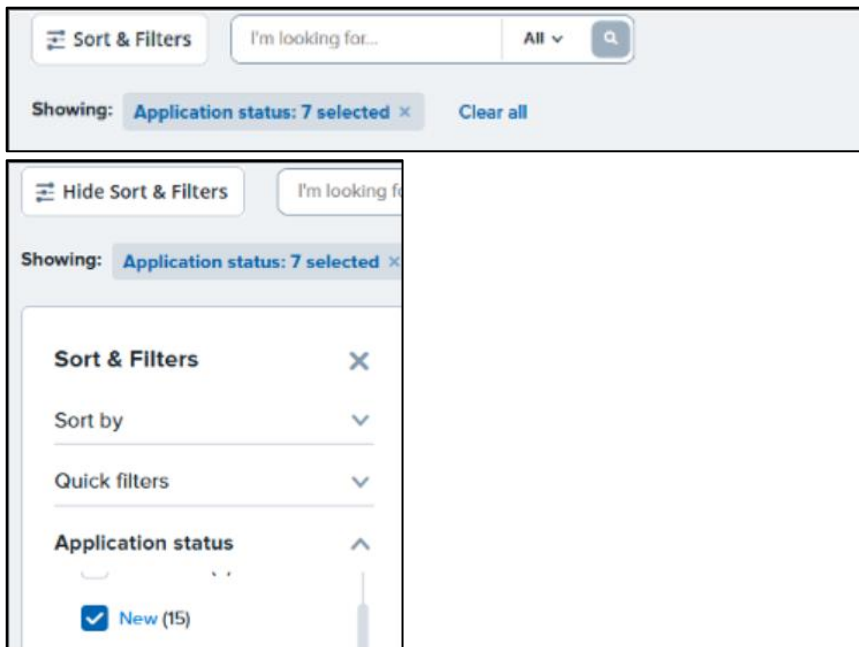 Sort & Filters
I'm looking for...
All
Showing:
Application status: 7 selected ×
Clear all
Hide Sort & Filters
I'm looking fo
Showing:
Application status: 7 selected ×
Sort & Filters
Sort by
Quick filters
Application status
New (15)